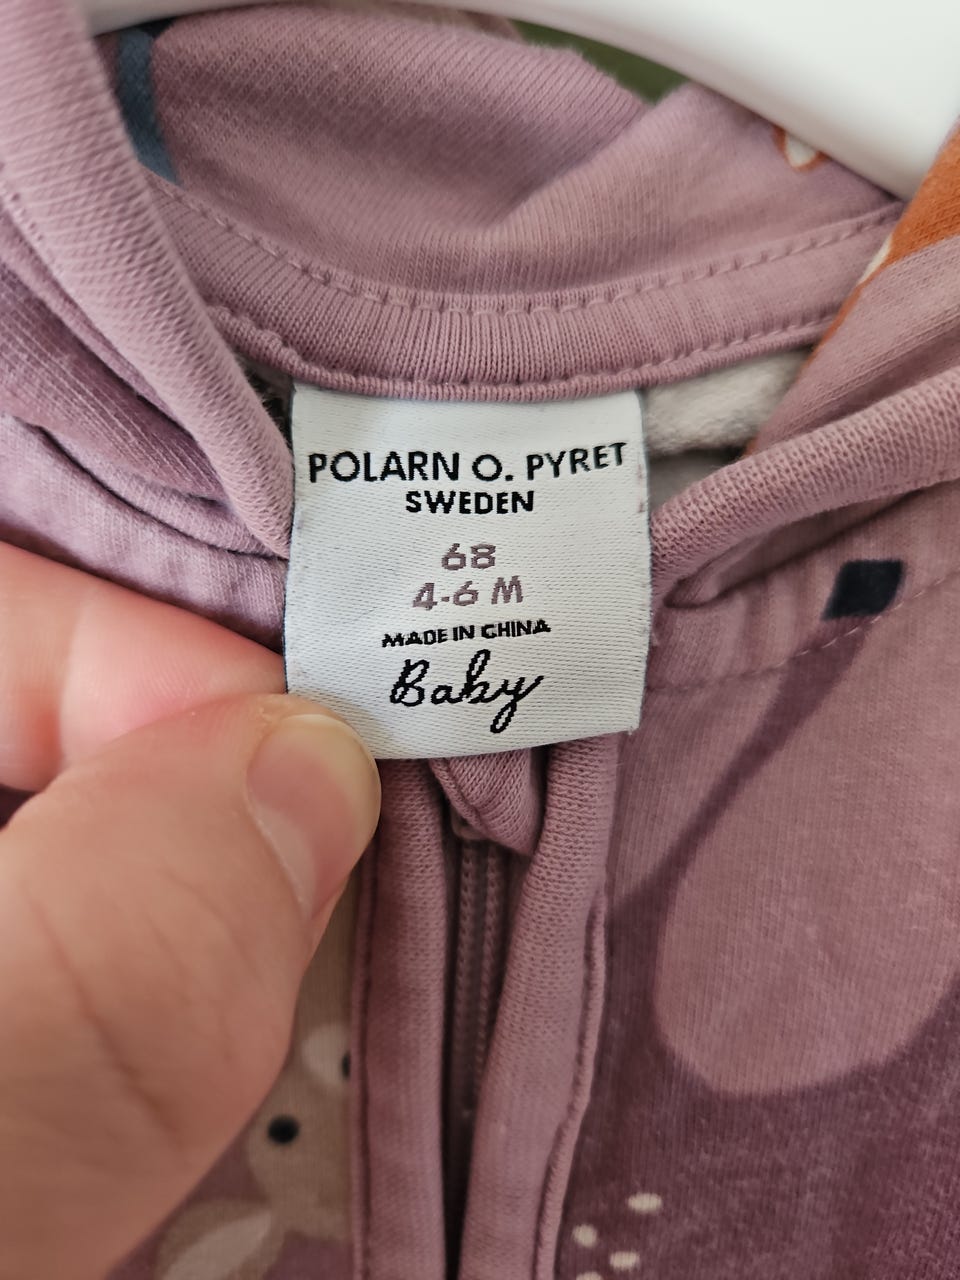 POLARN O. PYRET
SWEDEN
68
4-6 M
MADE IN CHINA
Baby